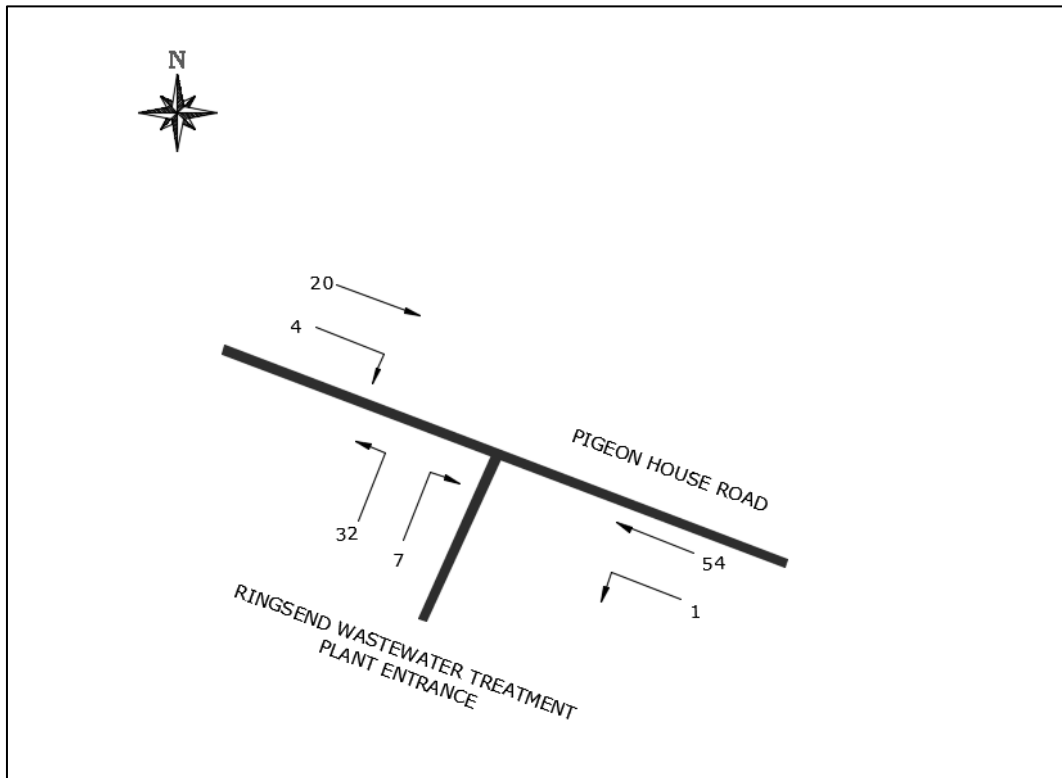 N
20
4
PIGEON HOUSE ROAD
32
7
54
1
RINGSEND WASTEWATER TREATMENT
PLANT ENTRANCE